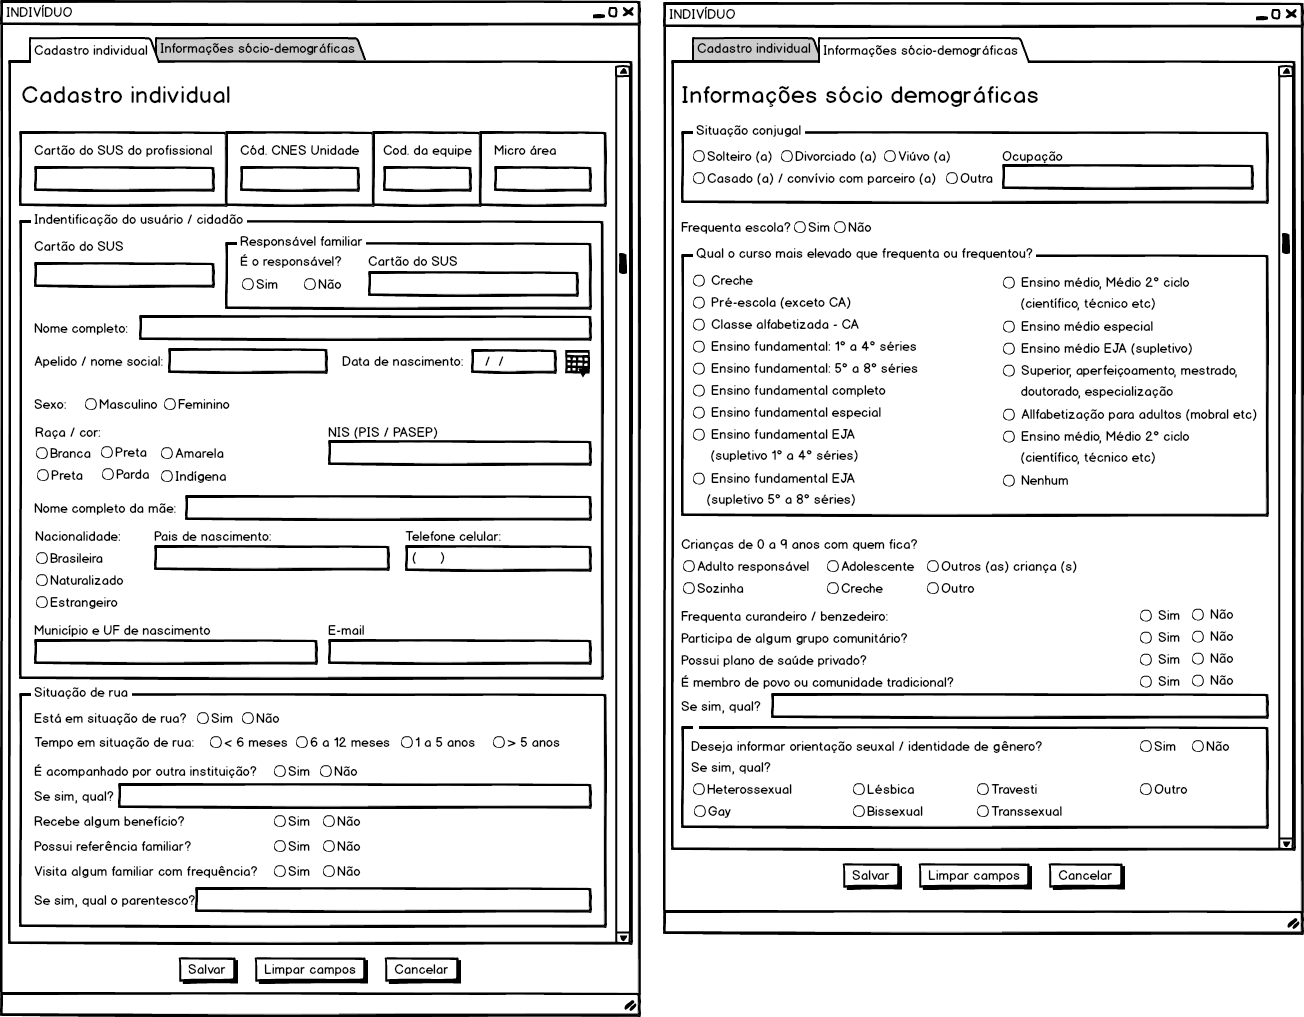 INDIVÍDUO
Cadastro individual
Informações sócio-demográficas
Cadastro individual
Cartão do SUS do profissional
Cód. CNES Unidade
Cod. da equipe
Micro área
Indentificação do usuário / cidadão
Cartão do SUS
Responsável familiar
É o responsável?
Cartão do SUS
Sim Não
Nome completo:
Apelido / nome social:
Data de nascimento:
/ /
Sexo: Masculino Feminino
Raça / cor:
NIS (PIS / PASEP)
Branca Preta Amarela
Preta Parda Indígena
Nome completo da mãe:
Nacionalidade:
Pais de nascimento:
Telefone celular:
Brasileira
( )
Naturalizado
Estrangeiro
Município e UF de nascimento
E-mail
Situação de rua
Está em situação de rua? Sim Não
Tempo em situação de rua: < 6 meses 6 a 12 meses 1 a 5 anos > 5 anos
É acompanhado por outra instituição? Sim Não
Se sim, qual?
Recebe algum benefício? Sim Não
Possui referência familiar? Sim Não
Visita algum familiar com frequência? Sim Não
Se sim, qual o parentesco?
Salvar
Limpar campos
Cancelar
INDIVÍDUO
Cadastro individual
Informações sócio-demográficas
Informações sócio demográficas
Situação conjugal
Solteiro (a) Divorciado (a) Viúvo (a)
Ocupação
Casado (a) / convívio com parceiro (a) Outra
Frequenta escola? Sim Não
Qual o curso mais elevado que frequenta ou frequentou?
Creche
Pré-escola (exceto CA)
Classe alfabetizada - CA
Ensino fundamental: 1° a 4° séries
Ensino fundamental: 5° a 8° séries
Ensino fundamental completo
Ensino fundamental especial
Ensino fundamental EJA
(supletivo 1° a 4° séries)
Ensino fundamental EJA
(supletivo 5° a 8° séries)
Ensino médio, Médio 2° ciclo
(científico, técnico etc)
Ensino médio especial
Ensino médio EJA (supletivo)
Superior, aperfeiçoamento, mestrado,
doutorado, especialização
Allfabetização para adultos (mobral etc)
Ensino médio, Médio 2° ciclo
(científico, técnico etc)
Nenhum
Crianças de 0 a 9 anos com quem fica?
Adulto responsável Adolescente Outros (as) criança (s)
Sozinha Creche Outro
Frequenta curandeiro / benzedeiro: Sim Não
Participa de algum grupo comunitário? Sim Não
Possui plano de saúde privado? Sim Não
É membro de povo ou comunidade tradicional? Sim Não
Se sim, qual?
Deseja informar orientação seuxal / identidade de gênero? Sim Não
Se sim, qual?
Heterossexual Lésbica Travesti Outro
Gay Bissexual Transsexual
Salvar
Limpar campos
Cancelar